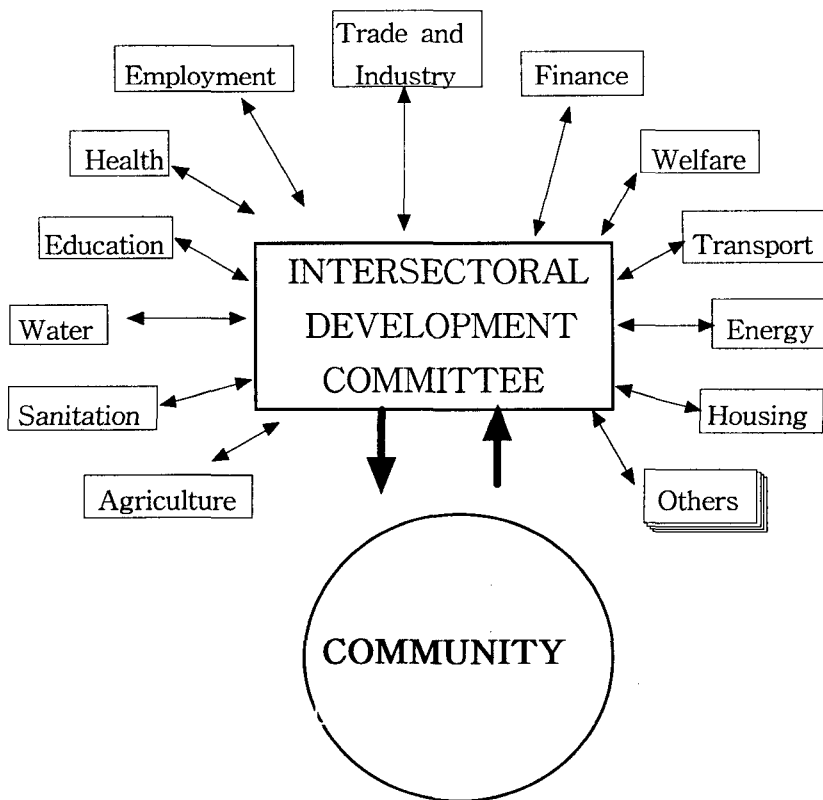 Trade and
Industry
Employment
Finance
Health
Welfare
Education
Transport
Water
Energy
Sanitation
Housing
Agriculture
Others
INTERSECTORAL
DEVELOPMENT
COMMITTEE
COMMUNITY